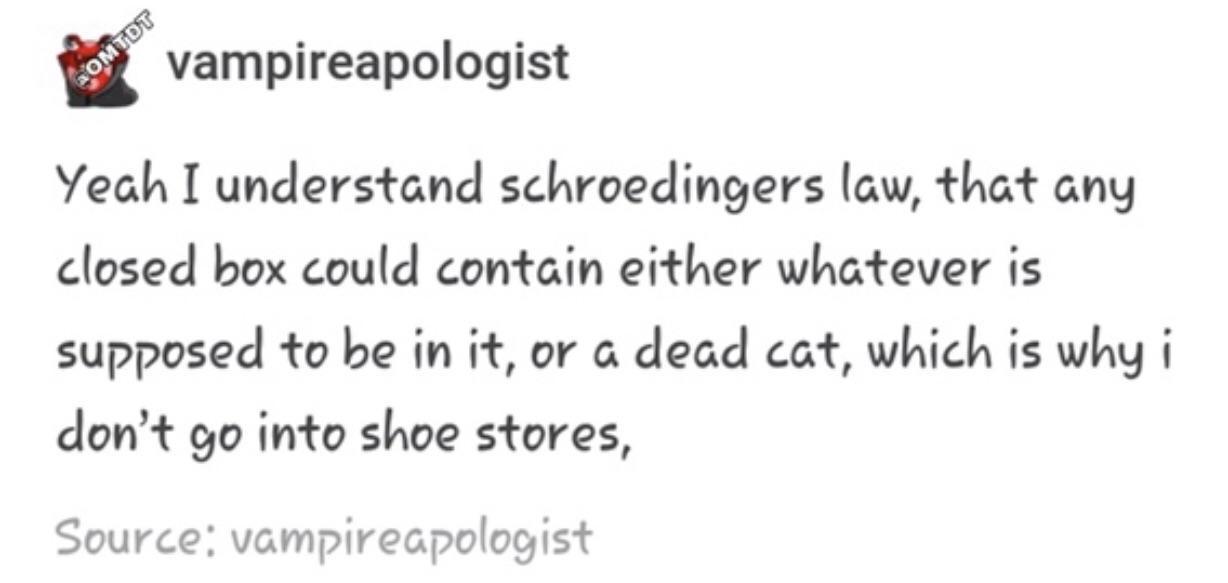 @OMTDT
vampireapologist
Yeah I understand schroedingers law, that any
closed box could contain either whatever is
supposed to be in it, or a dead cat, which is why i
don't go into shoe stores,
Source: vampireapologist